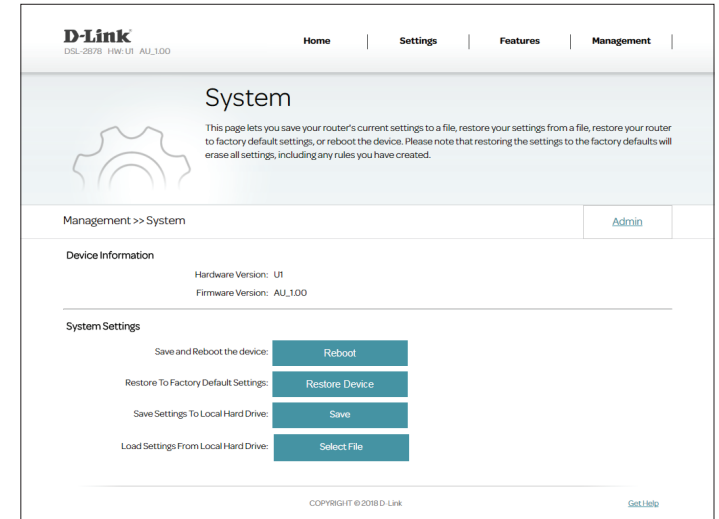 D-Link
DSL-2878 HW: U1 AU_1.00
Home Settings Features Management
System
This page lets you save your router's current settings to a file, restore your settings from a file, restore your router
to factory default settings, or reboot the device. Please note that restoring the settings to the factory defaults will
erase all settings, including any rules you have created.
Management >> System
Admin
Device Information
Hardware Version: U1
Firmware Version: AU_1.00
System Settings
Save and Reboot the device: Reboot
Restore To Factory Default Settings: Restore Device
Save Settings To Local Hard Drive: Save
Load Settings From Local Hard Drive: Select File
COPYRIGHT © 2018 D-Link
Get Help